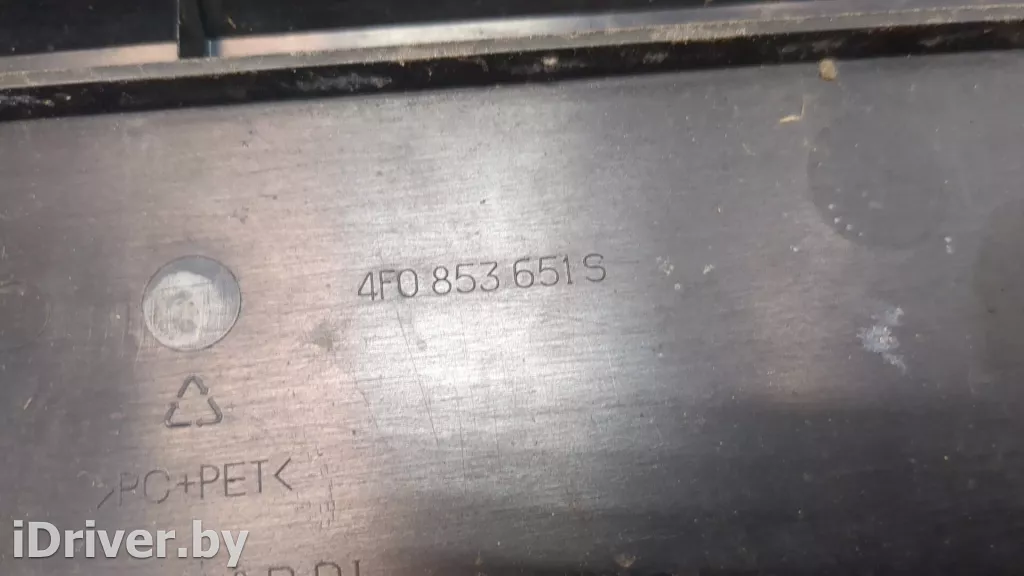 4F0 853 651 S
>PC+PET<
iDriver.by